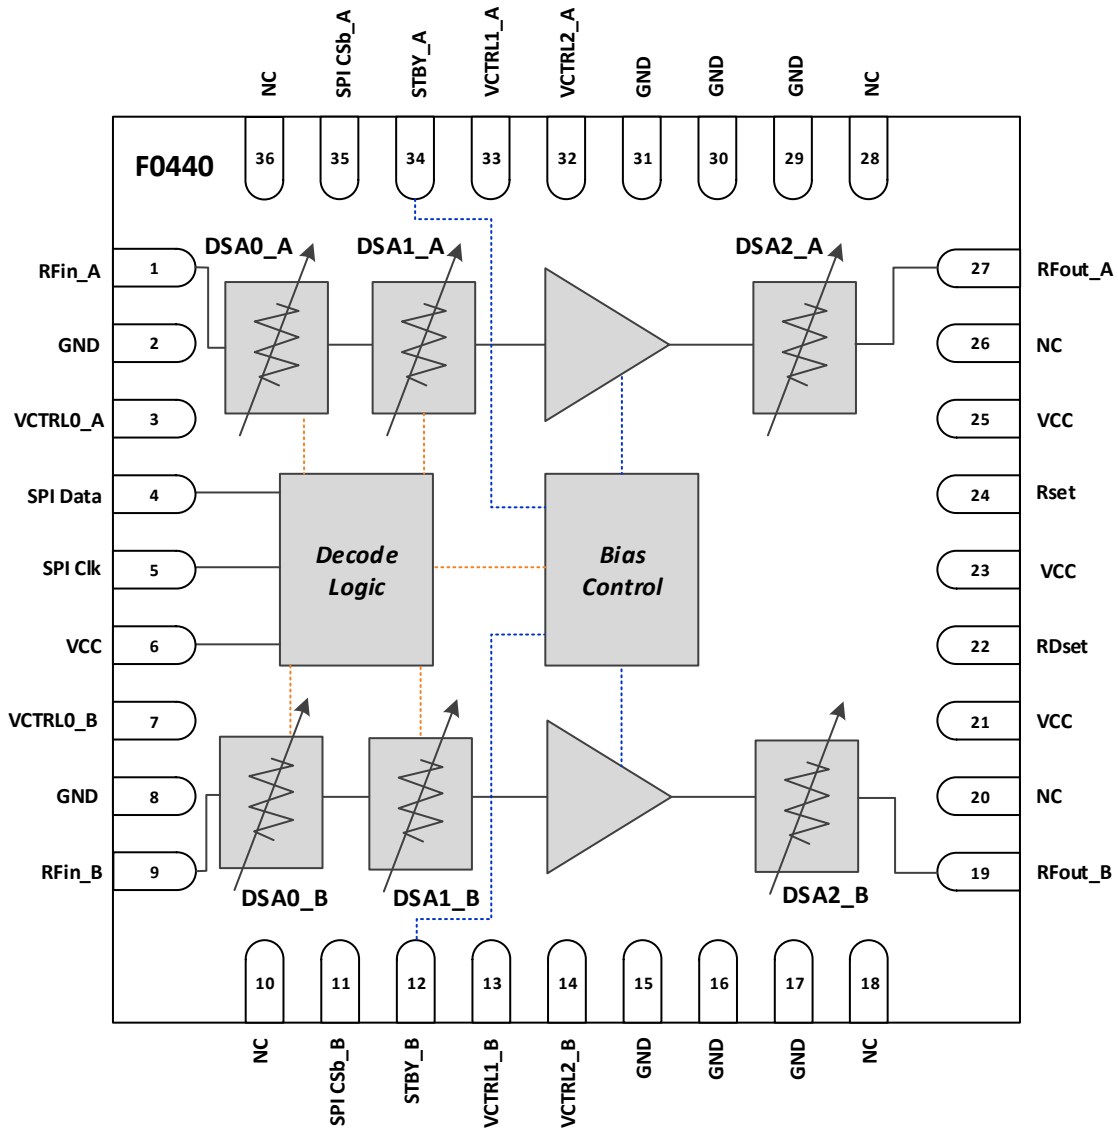 NC
SPI CSb_A
STBY_A
VCTRL1_A
VCTRL2_A
GND
GND
GND
NC
F0440
36
35
34
33
32
31
30
29
28
DSA0_A
DSA1_A
DSA2_A
RFin_A
1
27
RFout_A
GND
2
26
NC
VCTRL0_A
3
25
VCC
SPI Data
4
24
Rset
SPI Clk
5
Decode
Logic
Bias
Control
23
VCC
VCC
6
22
RDset
VCTRL0_B
7
21
VCC
GND
8
20
NC
RFin_B
9
19
RFout_B
DSA0_B
DSA1_B
DSA2_B
10
11
12
13
14
15
16
17
18
NC
SPI CSb_B
STBY_B
VCTRL1_B
VCTRL2_B
GND
GND
GND
NC